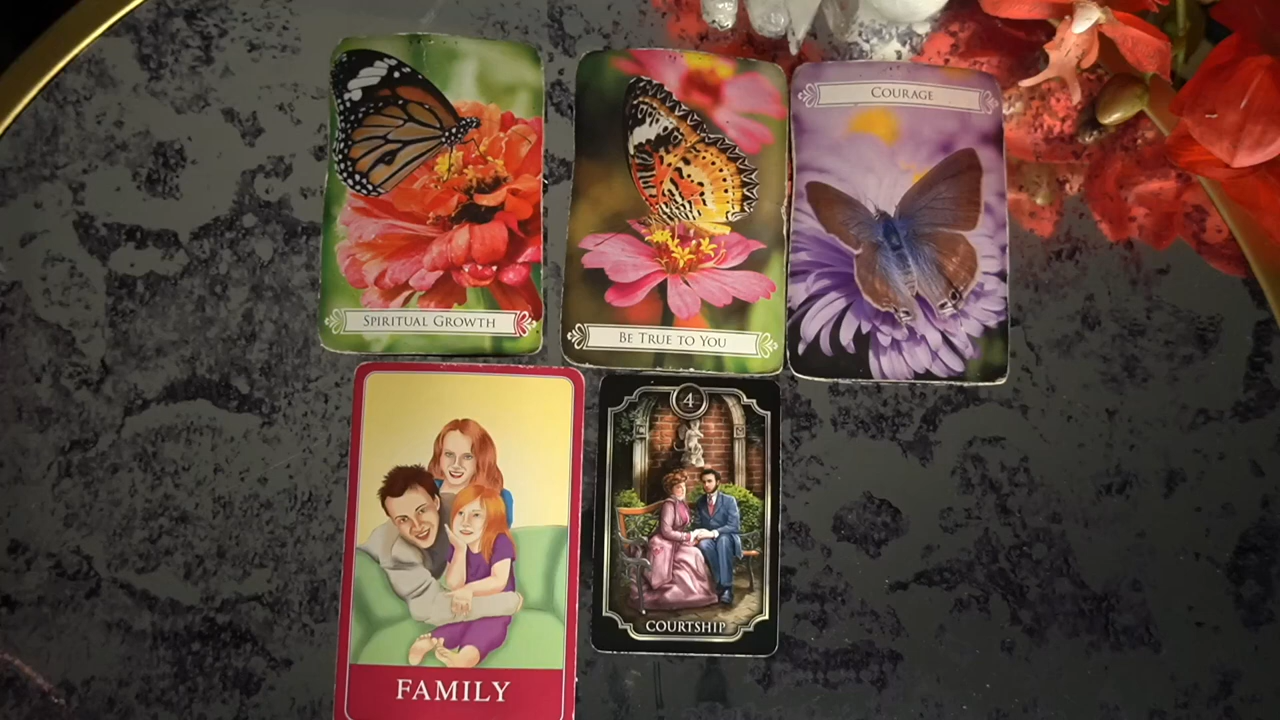 SPIRITUAL GROWTH
BE TRUE TO YOU
COURAGE
FAMILY
4
COURTSHIP